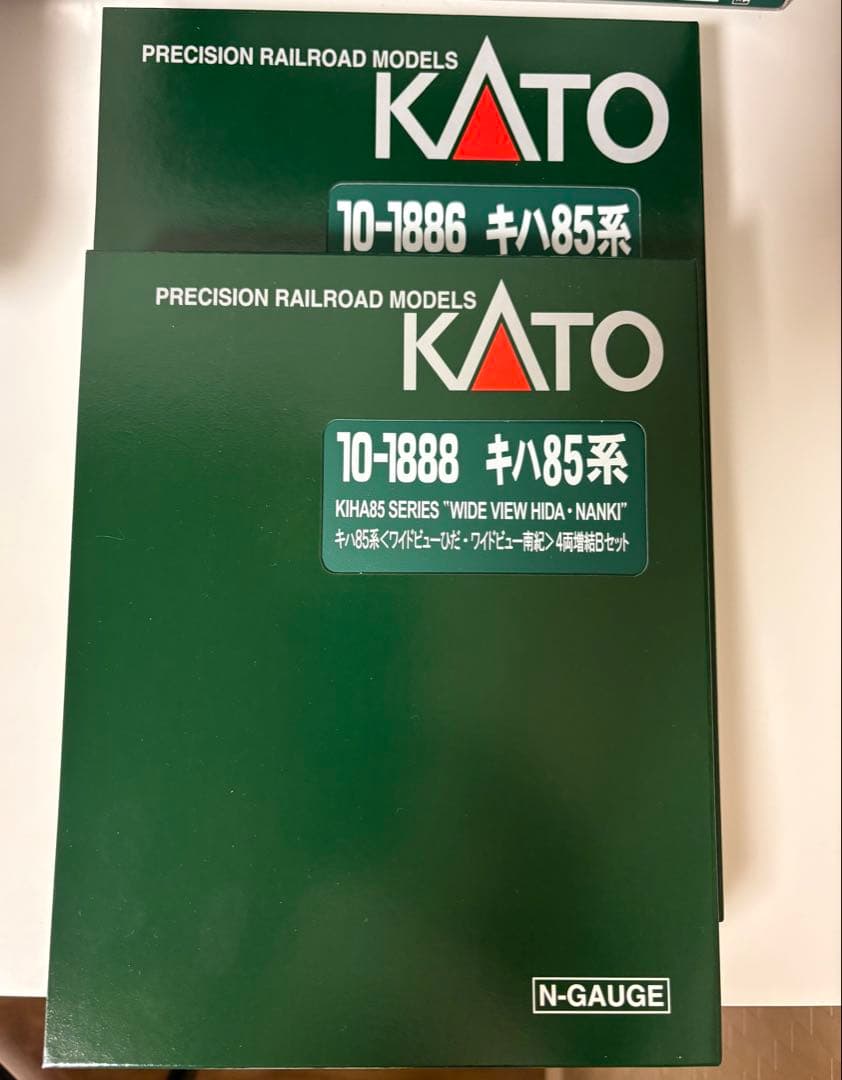 PRECISION RAILROAD MODELS
KATO
10-1886 キハ85系
PRECISION RAILROAD MODELS
KATO
10-1888 キハ85系
KIHA85 SERIES "WIDE VIEW HIDA・NANKI"
キハ85系<ワイドビューひだ・ワイドビュー南紀>4両増結Bセット
N-GAUGE